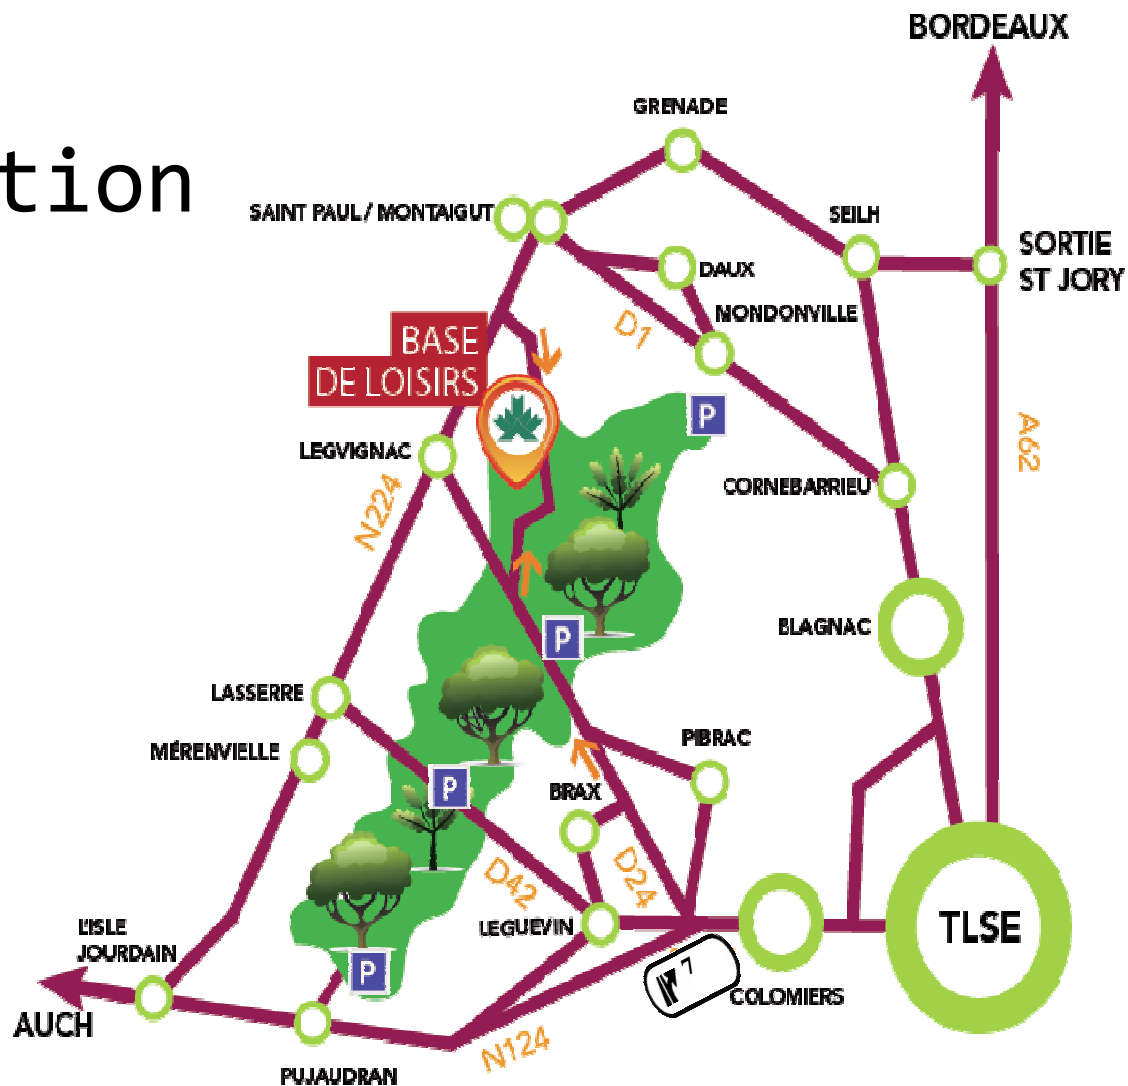 BORDEAUX
GRENADE
tion
SAINT PAUL / MONTAIGUT
SEILH
SORTIE
ST JORY
DAUX
MONDONVILLE
D1
BASE
DE LOISIRS
P
A62
LEGVIGNAC
CORNEBARRIEU
N224
BLAGNAC
P
LASSERRE
PIBRAC
MÉRENVIELLE
P
BRAX
D42
D24
LEGUEVIN
TLSE
L'ISLE
JOURDAIN
P
7
COLOMIERS
AUCH
N124
PUJAUDRAN